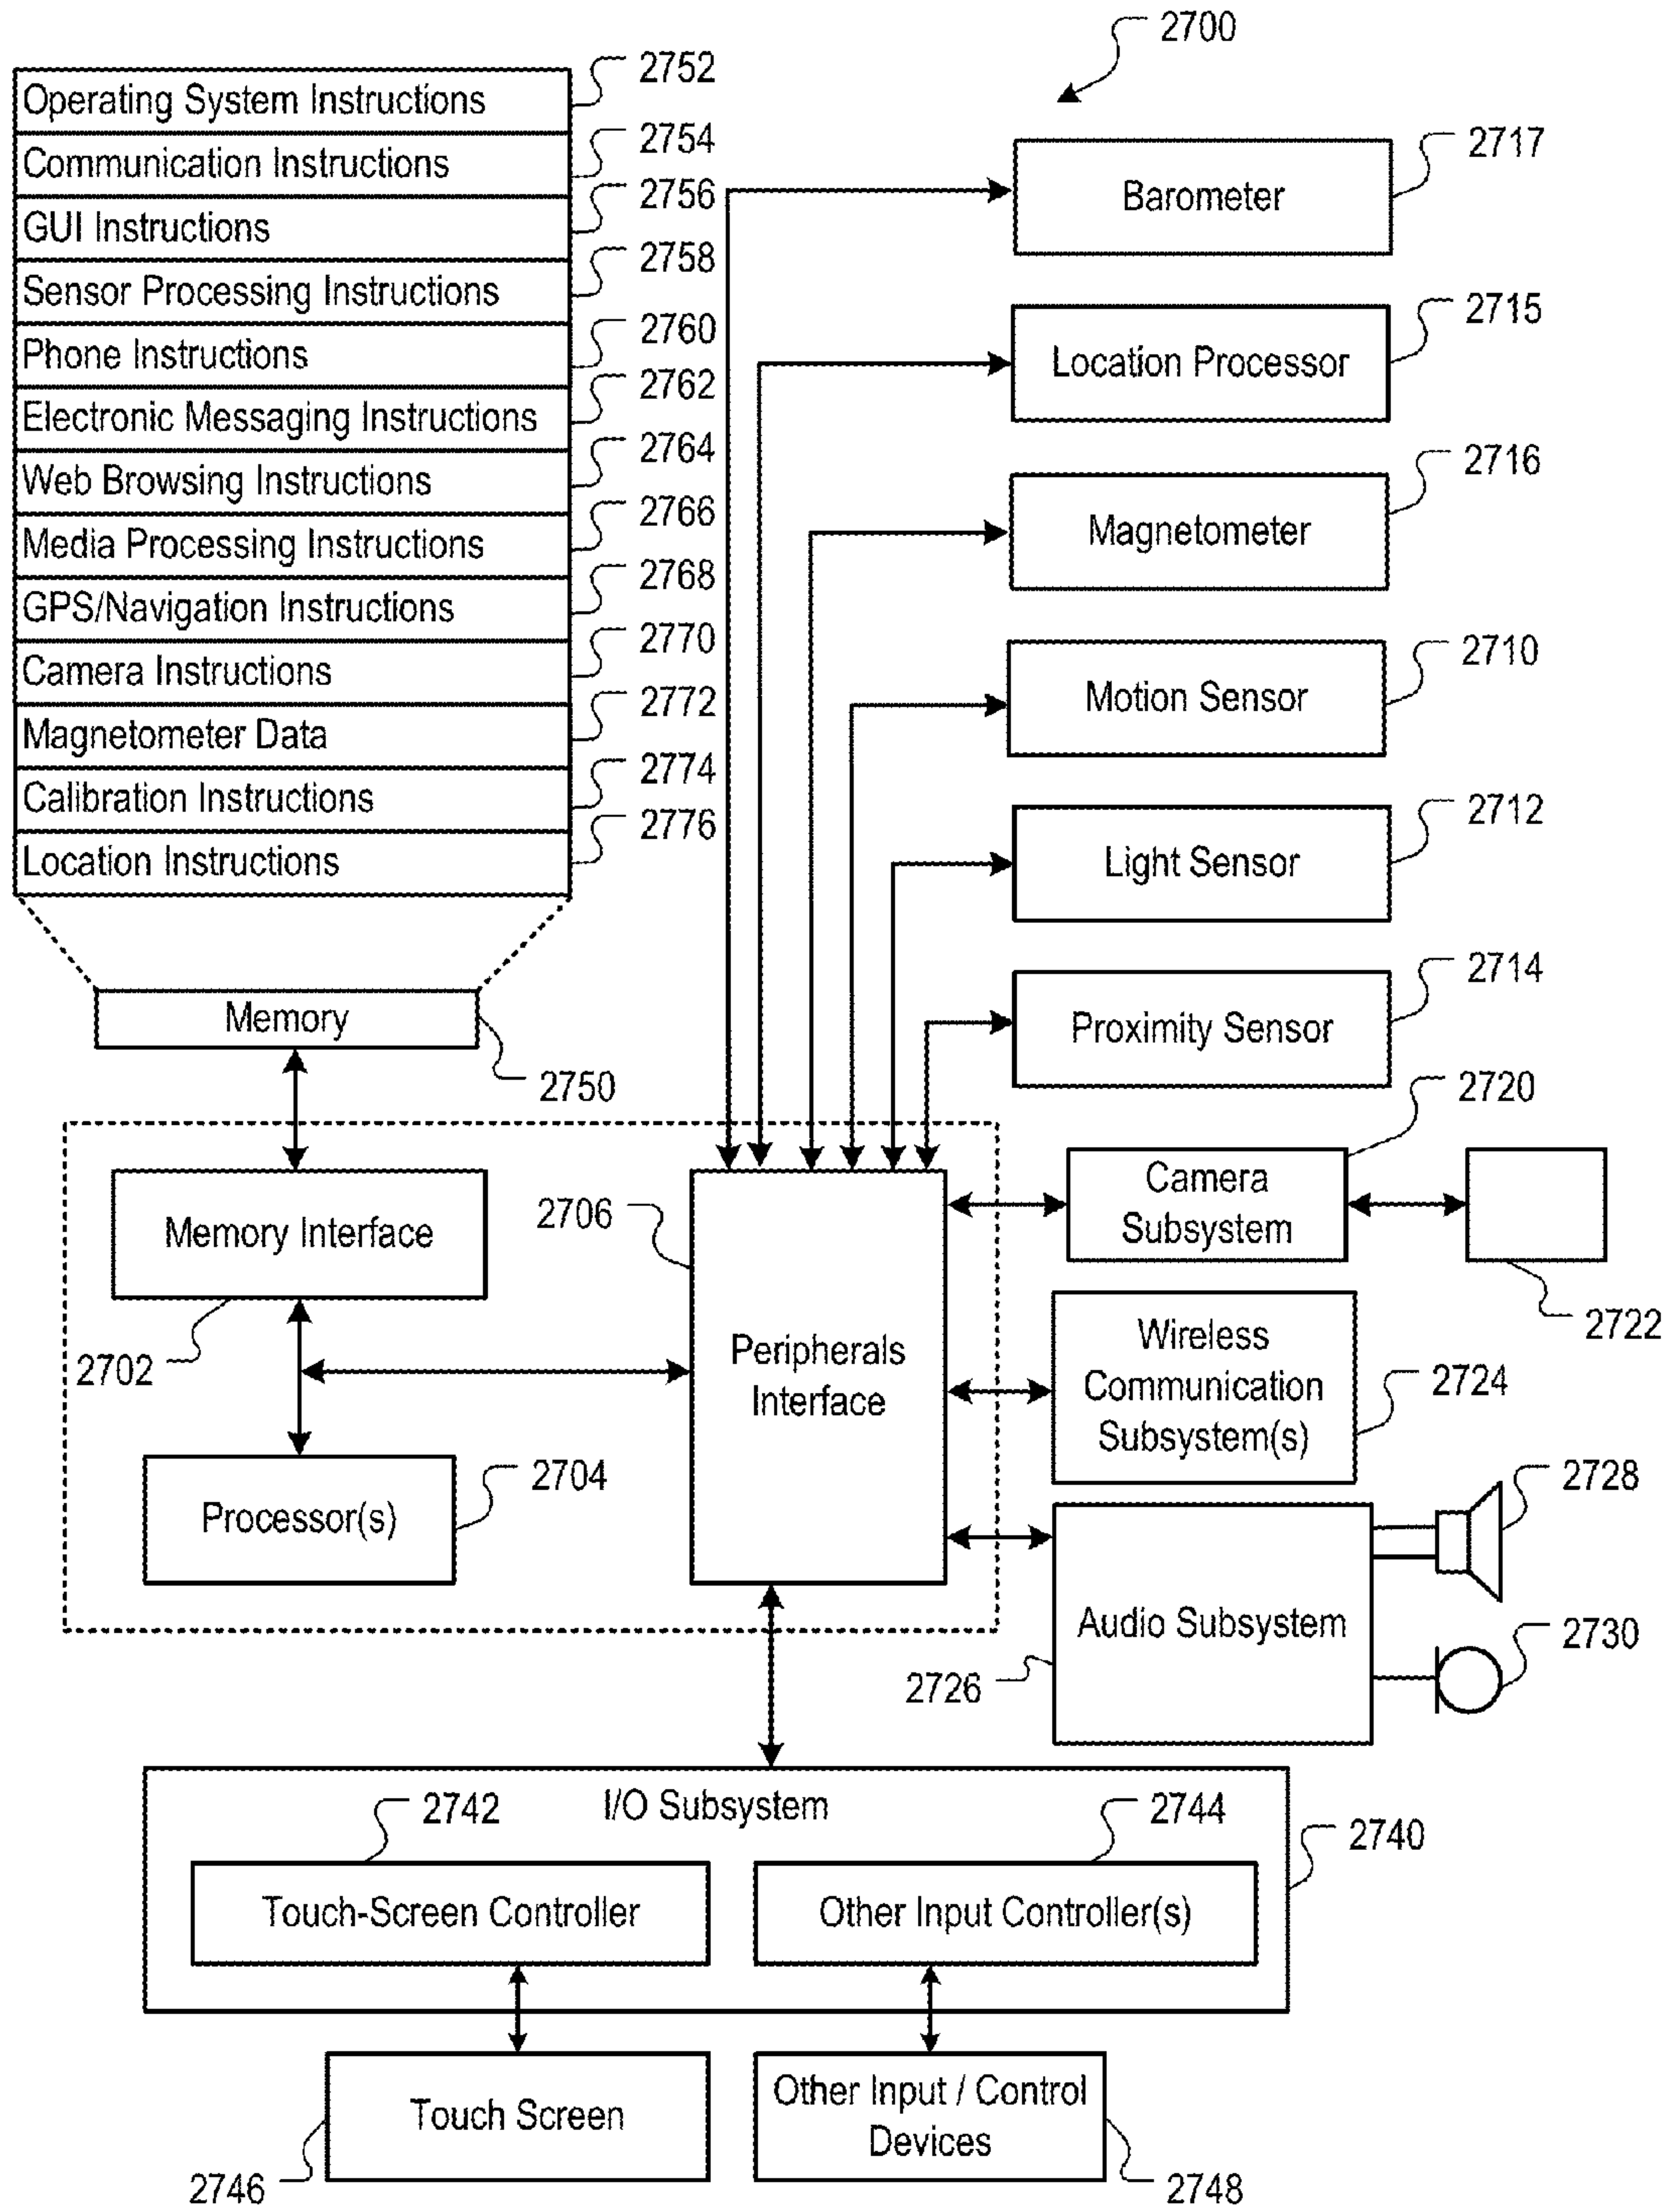 2700
Operating System Instructions 2752
Communication Instructions 2754
GUI Instructions 2756
Sensor Processing Instructions 2758
Phone Instructions 2760
Electronic Messaging Instructions 2762
Web Browsing Instructions 2764
Media Processing Instructions 2766
GPS/Navigation Instructions 2768
Camera Instructions 2770
Magnetometer Data 2772
Calibration Instructions 2774
Location Instructions 2776
Memory
2750
Barometer 2717
Location Processor 2715
Magnetometer 2716
Motion Sensor 2710
Light Sensor 2712
Proximity Sensor 2714
Memory Interface
2702
Processor(s) 2704
2706
Peripherals
Interface
2720
Camera
Subsystem
2722
Wireless
Communication
Subsystem(s)
2724
Audio Subsystem
2726
2728
2730
I/O Subsystem
2740
2742
Touch-Screen Controller
2744
Other Input Controller(s)
Touch Screen
2746
Other Input / Control
Devices
2748